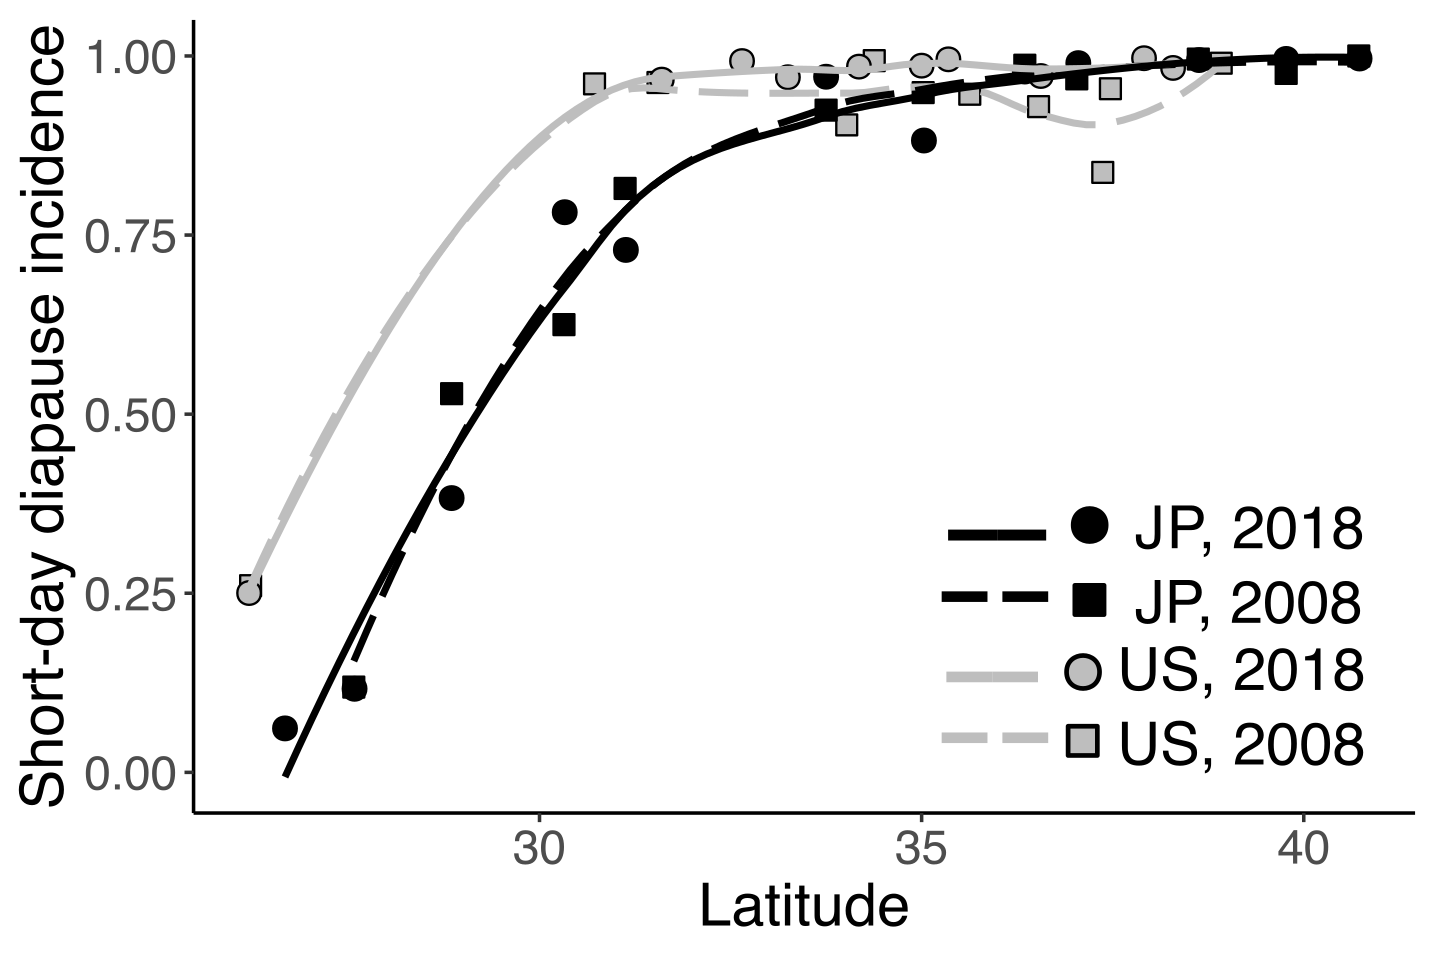 Short-day diapause incidence
1.00
0.75
0.50
0.25
0.00
JP, 2018
JP, 2008
US, 2018
US, 2008
30 35 40
Latitude